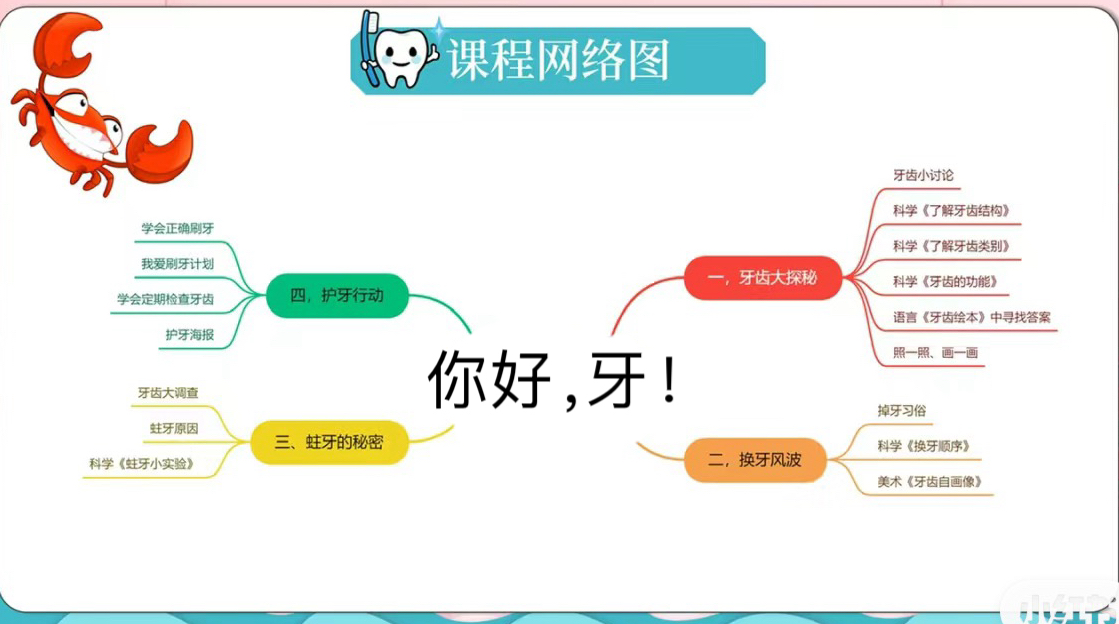 课程网络图
你好,牙！
一，牙齿大探秘
牙齿小讨论
科学《了解牙齿结构》
科学《了解牙齿类别》
科学《牙齿的功能》
语言《牙齿绘本》中寻找答案
照一照、画一画
二，换牙风波
掉牙习俗
科学《换牙顺序》
美术《牙齿自画像》
三、蛀牙的秘密
牙齿大调查
蛀牙原因
科学《蛀牙小实验》
四，护牙行动
学会正确刷牙
我爱刷牙计划
学会定期检查牙齿
护牙海报
小红书